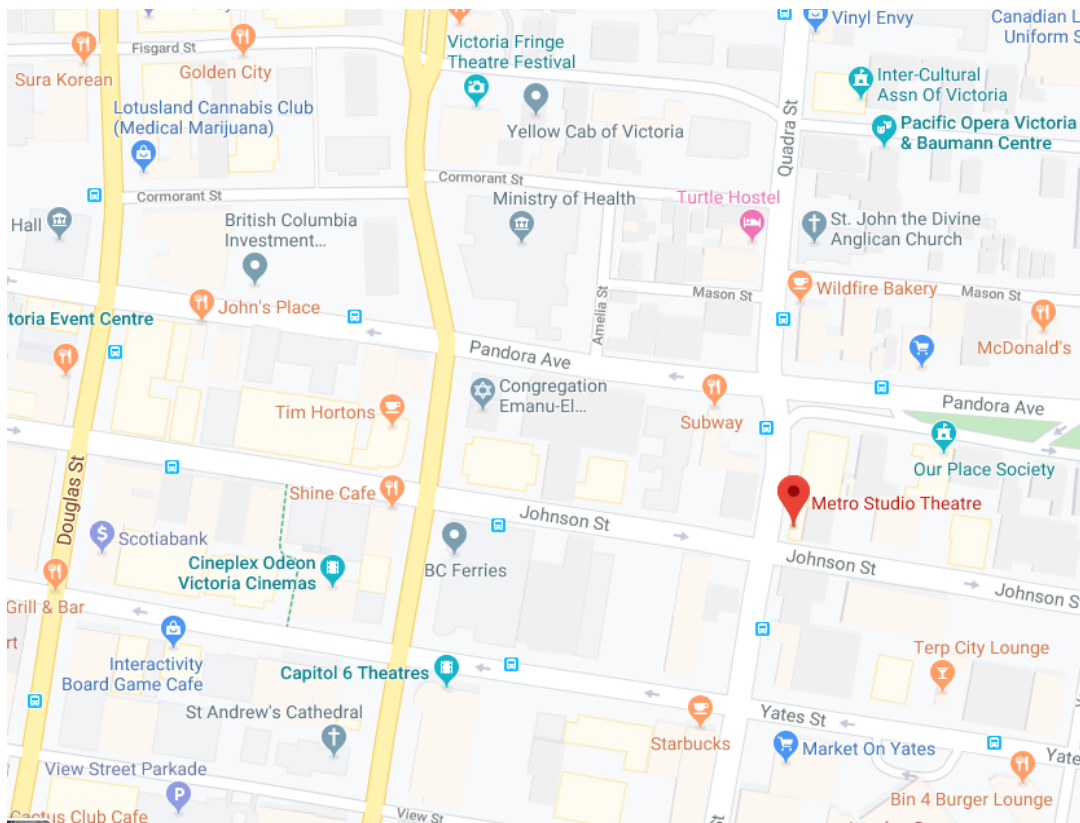 Vinyl Envy
Canadian L
Uniform S
Fisgard St
Sura Korean
Golden City
Victoria Fringe
Theatre Festival
Inter-Cultural
Assn Of Victoria
Lotusland Cannabis Club
(Medical Marijuana)
Yellow Cab of Victoria
Quadra St
Pacific Opera Victoria
& Baumann Centre
Cormorant St
Cormorant St
Ministry of Health
Turtle Hostel
Hall
British Columbia
Investment...
St. John the Divine
Anglican Church
Mason St
Wildfire Bakery
Mason St
John's Place
Amelia St
toria Event Centre
McDonald's
Pandora Ave
Congregation
Emanu-El...
Tim Hortons
Subway
Pandora Ave
Our Place Society
Douglas St
Shine Cafe
Metro Studio Theatre
Johnson St
$
Scotiabank
Cineplex Odeon
Victoria Cinemas
BC Ferries
Johnson St
Johnson S
Grill & Bar
rt
Interactivity
Board Game Cafe
Capitol 6 Theatres
Terp City Lounge
St Andrew's Cathedral
Yates St
Starbucks
Market On Yates
Yate
View Street Parkade
P
Bin 4 Burger Lounge
Cactus Club Cafe
View St